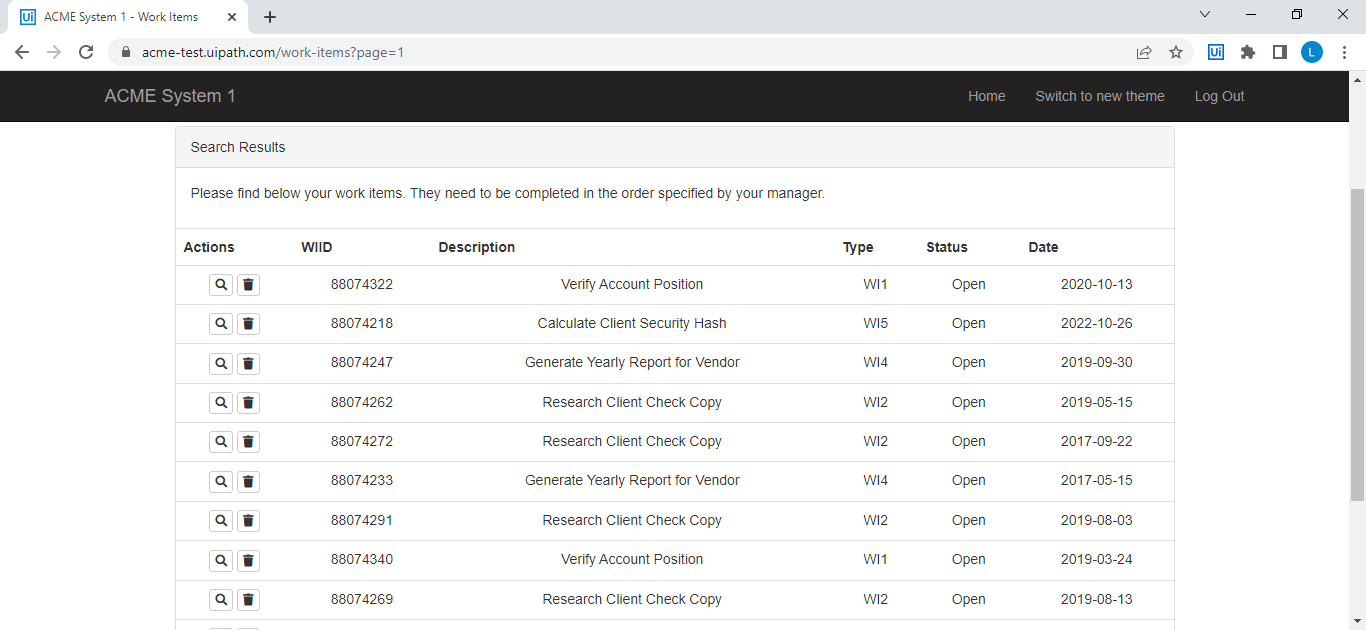 Ui ACME System 1 - Work Items
acme-test.uipath.com/work-items?page=1 Ui L
ACME System 1 Home Switch to new theme Log Out
Search Results
Please find below your work items. They need to be completed in the order specified by your manager.
Actions WIID Description Type Status Date
88074322 Verify Account Position WI1 Open 2020-10-13
88074218 Calculate Client Security Hash WI5 Open 2022-10-26
88074247 Generate Yearly Report for Vendor WI4 Open 2019-09-30
88074262 Research Client Check Copy WI2 Open 2019-05-15
88074272 Research Client Check Copy WI2 Open 2017-09-22
88074233 Generate Yearly Report for Vendor WI4 Open 2017-05-15
88074291 Research Client Check Copy WI2 Open 2019-08-03
88074340 Verify Account Position WI1 Open 2019-03-24
88074269 Research Client Check Copy WI2 Open 2019-08-13